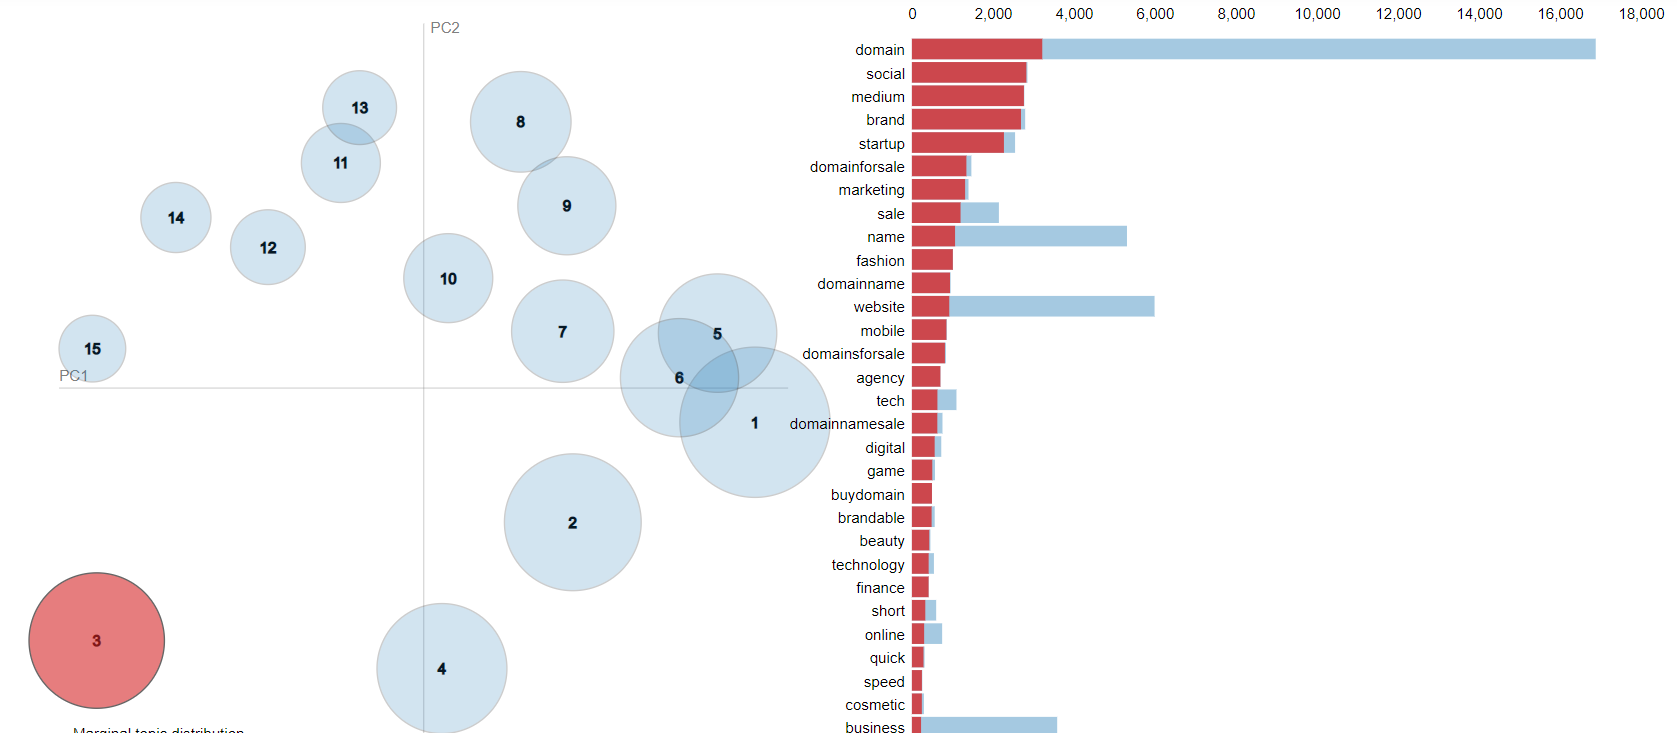 PC2
0 2,000 4,000 6,000 8,000 10,000 12,000 14,000 16,000 18,000
domain
social
medium
brand
startup
domainforsale
marketing
sale
name
fashion
domainname
website
mobile
domainsforsale
agency
tech
domainnamesale
digital
game
buydomain
brandable
beauty
technology
finance
short
online
quick
speed
cosmetic
business
13
8
11
9
14
12
10
7
5
15
PC1
6
1
2
3
4
Marginal topic distribution